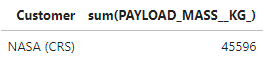 Customer sum(PAYLOAD_MASS__KG_)
NASA (CRS) 45596